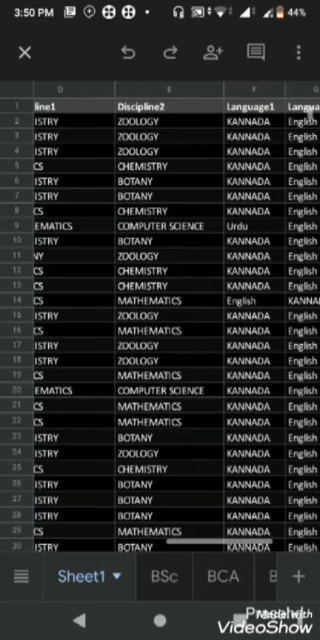 3:50 PM 44%
D E F G
1 line1 Discipline2 Language1 Langua
2 ISTRY ZOOLOGY KANNADA English
3 ISTRY ZOOLOGY KANNADA English
4 ISTRY ZOOLOGY KANNADA English
5 CS CHEMISTRY KANNADA English
6 ISTRY BOTANY KANNADA English
7 ISTRY BOTANY KANNADA English
8 CS CHEMISTRY KANNADA English
9 EMATICS COMPUTER SCIENCE Urdu English
10 ISTRY BOTANY KANNADA English
11 NY ZOOLOGY KANNADA English
12 CS CHEMISTRY KANNADA English
13 CS CHEMISTRY KANNADA English
14 CS MATHEMATICS English KANNA
15 ISTRY ZOOLOGY KANNADA English
16 CS MATHEMATICS KANNADA English
17 ISTRY ZOOLOGY KANNADA English
18 ISTRY ZOOLOGY KANNADA English
19 CS MATHEMATICS KANNADA English
20 EMATICS COMPUTER SCIENCE KANNADA English
21 CS MATHEMATICS KANNADA English
22 CS MATHEMATICS KANNADA English
23 ISTRY BOTANY KANNADA English
24 ISTRY ZOOLOGY KANNADA English
25 CS CHEMISTRY KANNADA English
26 ISTRY BOTANY KANNADA English
27 ISTRY BOTANY KANNADA English
28 ISTRY BOTANY KANNADA English
29 CS MATHEMATICS KANNADA English
30 ISTRY BOTANY KANNADA English
Sheet1 BSc BCA B
Made with
VideoShow